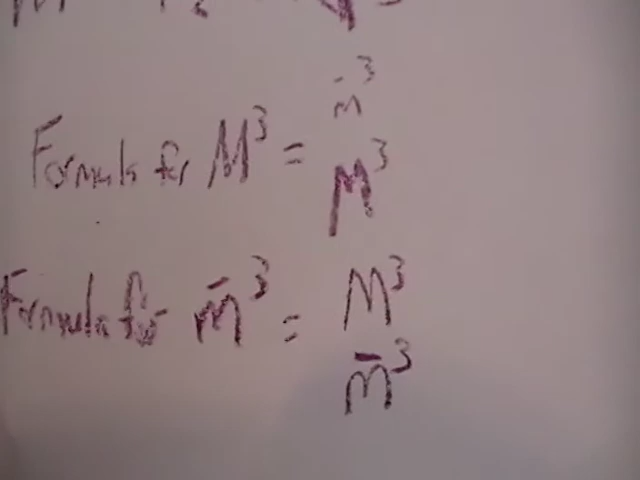 m̄³
Formula for M³ =
M³
Formula for m̄³ = M³
m̄³